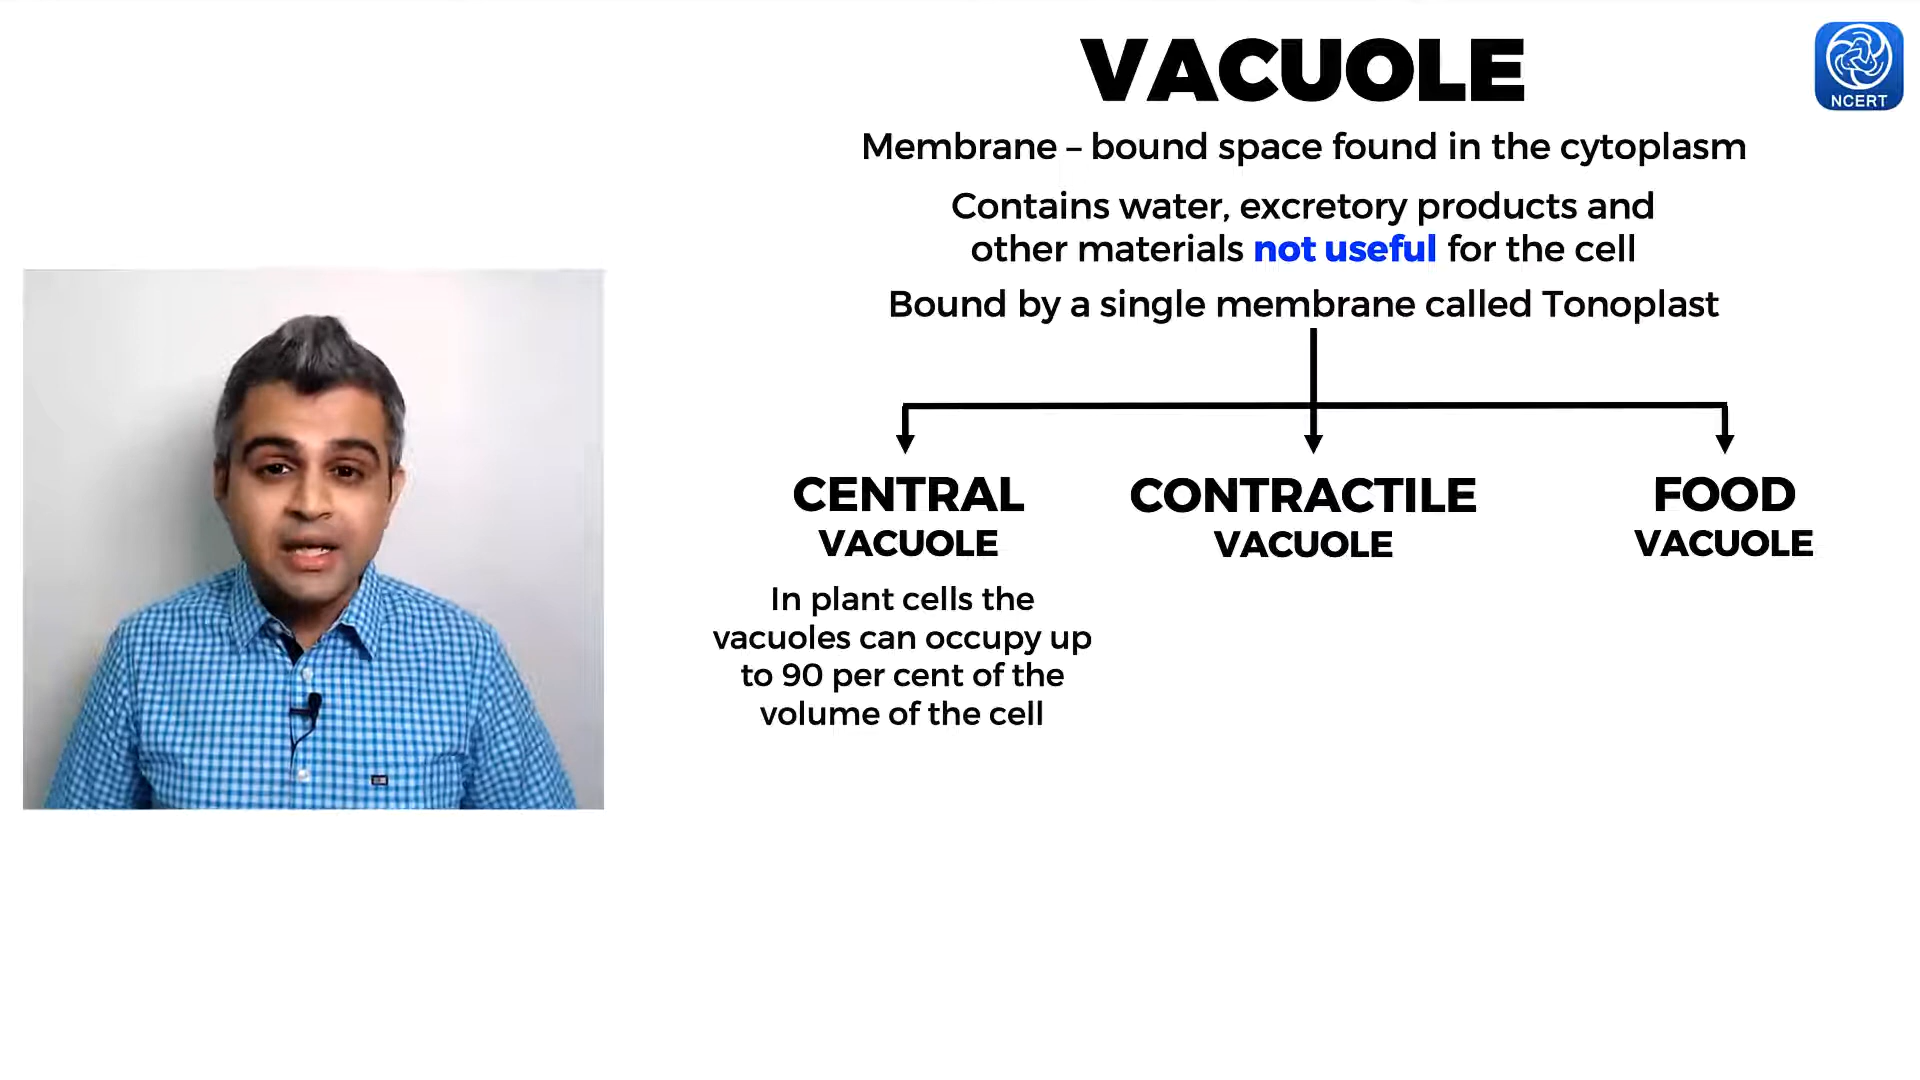 VACUOLE
NCERT
Membrane – bound space found in the cytoplasm
Contains water, excretory products and
other materials not useful for the cell
Bound by a single membrane called Tonoplast
CENTRAL
VACUOLE
In plant cells the
vacuoles can occupy up
to 90 per cent of the
volume of the cell
CONTRACTILE
VACUOLE
FOOD
VACUOLE